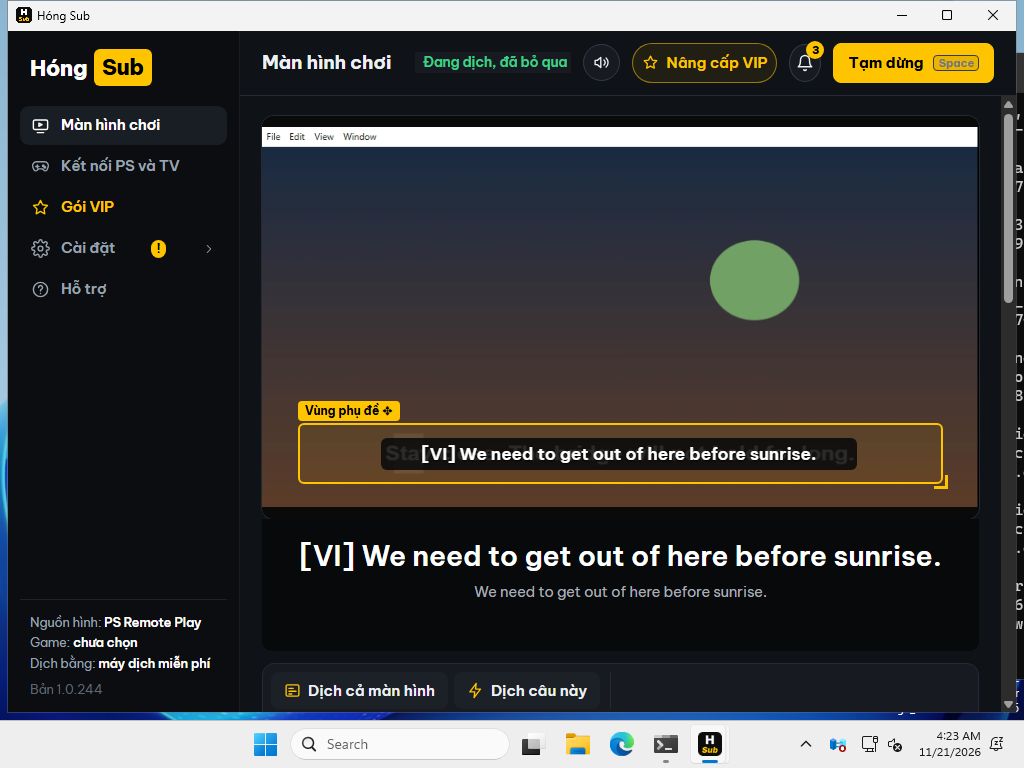 Hóng Sub
Hóng Sub
Màn hình chơi
Kết nối PS và TV
Gói VIP
Cài đặt
!
Hỗ trợ
Nguồn hình: PS Remote Play
Game: chưa chọn
Dịch bằng: máy dịch miễn phí
Bản 1.0.244
Màn hình chơi
Đang dịch, đã bỏ qua
Nâng cấp VIP
3
Tạm dừng Space
File Edit View Window
Vùng phụ đề
[VI] We need to get out of here before sunrise.
[VI] We need to get out of here before sunrise.
We need to get out of here before sunrise.
Dịch cả màn hình
Dịch câu này
Search
H
Sub
4:23 AM
11/21/2026